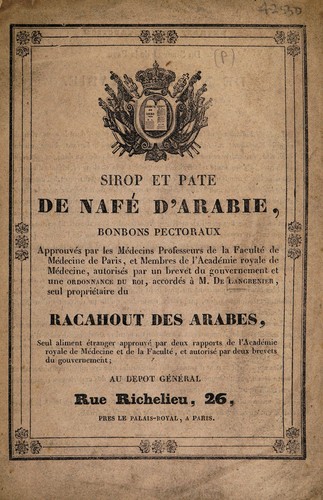 4230
(P)
SIROP ET PATE
DE NAFÉ D'ARABIE,
BONBONS PECTORAUX
Approuvés par les Médecins Professeurs de la Faculté de
Médecine de Paris, et Membres de l'Académie royale de
Médecine, autorisés par un brevet du gouvernement et
une ORDONNANCE DU ROI, accordés à M. DE LANGRENIER,
seul propriétaire du
RACAHOUT DES ARABES,
Seul aliment étranger approuvé par deux rapports de l'Académie
royale de Médecine et de la Faculté, et autorisé par deux brevets
du gouvernement;
AU DEPOT GÉNÉRAL
Rue Richelieu, 26,
PRES LE PALAIS-ROYAL, A PARIS.